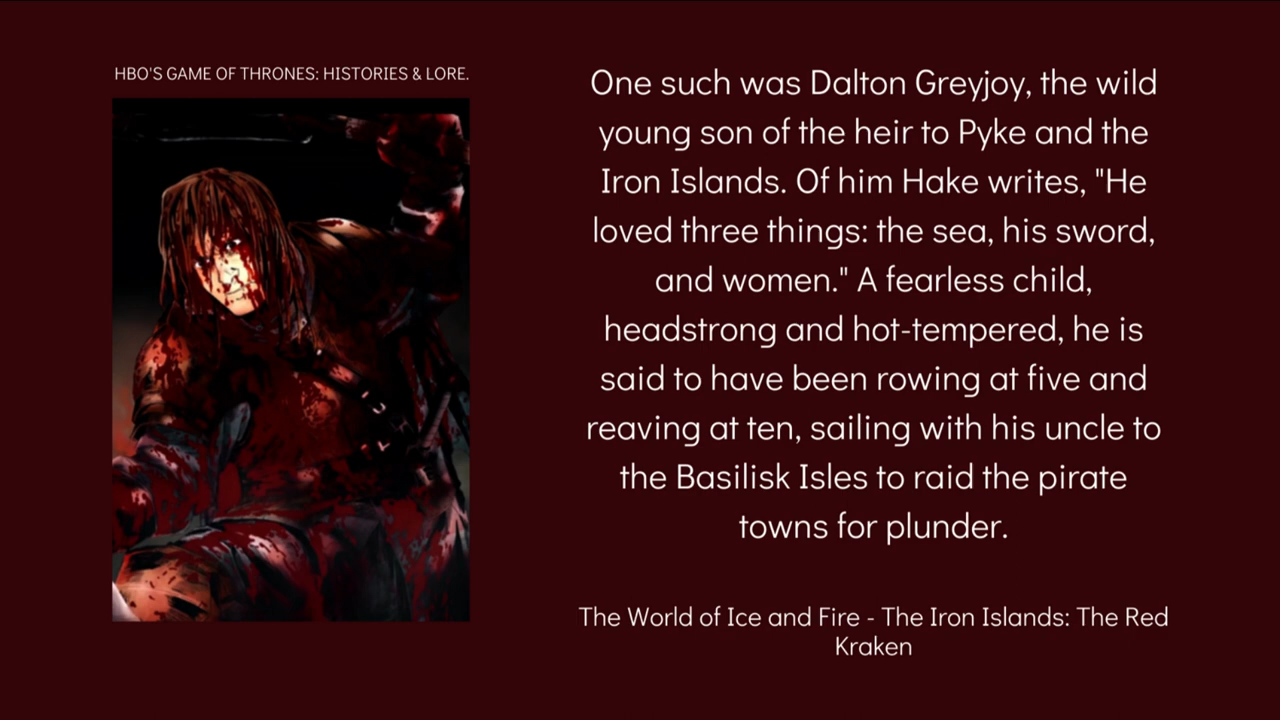 HBO'S GAME OF THRONES: HISTORIES & LORE.
One such was Dalton Greyjoy, the wild
young son of the heir to Pyke and the
Iron Islands. Of him Hake writes, "He
loved three things: the sea, his sword,
and women." A fearless child,
headstrong and hot-tempered, he is
said to have been rowing at five and
reaving at ten, sailing with his uncle to
the Basilisk Isles to raid the pirate
towns for plunder.
The World of Ice and Fire - The Iron Islands: The Red
Kraken